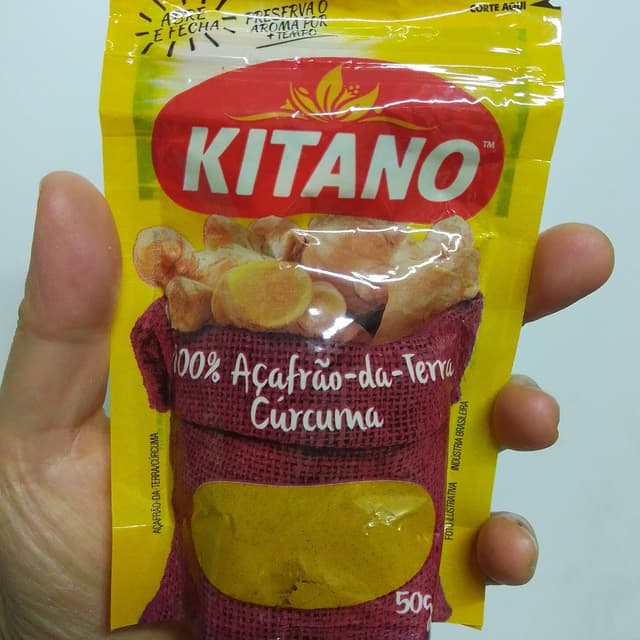 ABRE
E FECHA
PRESERVA O
AROMA POR
+ TEMPO
CORTE AQUI
KITANO™
100% Açafrão-da-Terra
Cúrcuma
AÇAFRÃO-DA-TERRA/CÚRCUMA
FOTO ILUSTRATIVA
INDÚSTRIA BRASILEIRA
50g